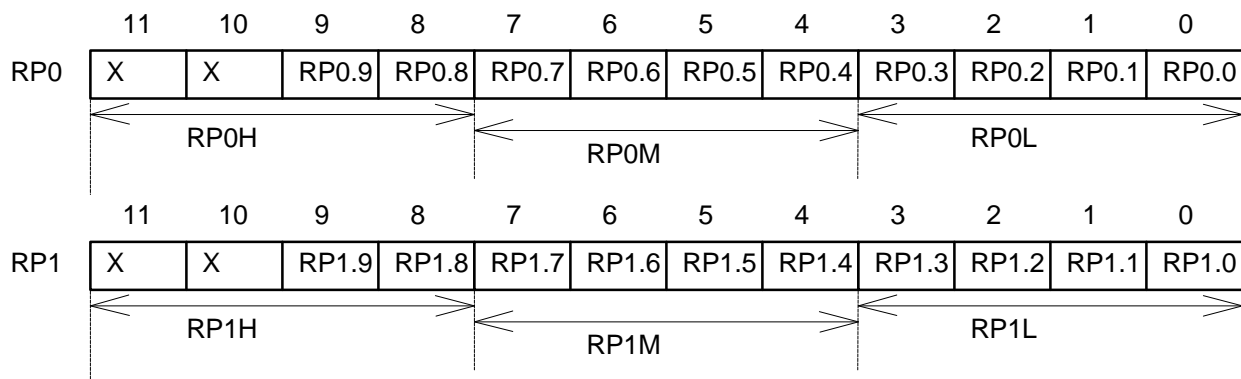 11 10 9 8 7 6 5 4 3 2 1 0
RP0 X X RP0.9 RP0.8 RP0.7 RP0.6 RP0.5 RP0.4 RP0.3 RP0.2 RP0.1 RP0.0
RP0H RP0M RP0L
11 10 9 8 7 6 5 4 3 2 1 0
RP1 X X RP1.9 RP1.8 RP1.7 RP1.6 RP1.5 RP1.4 RP1.3 RP1.2 RP1.1 RP1.0
RP1H RP1M RP1L